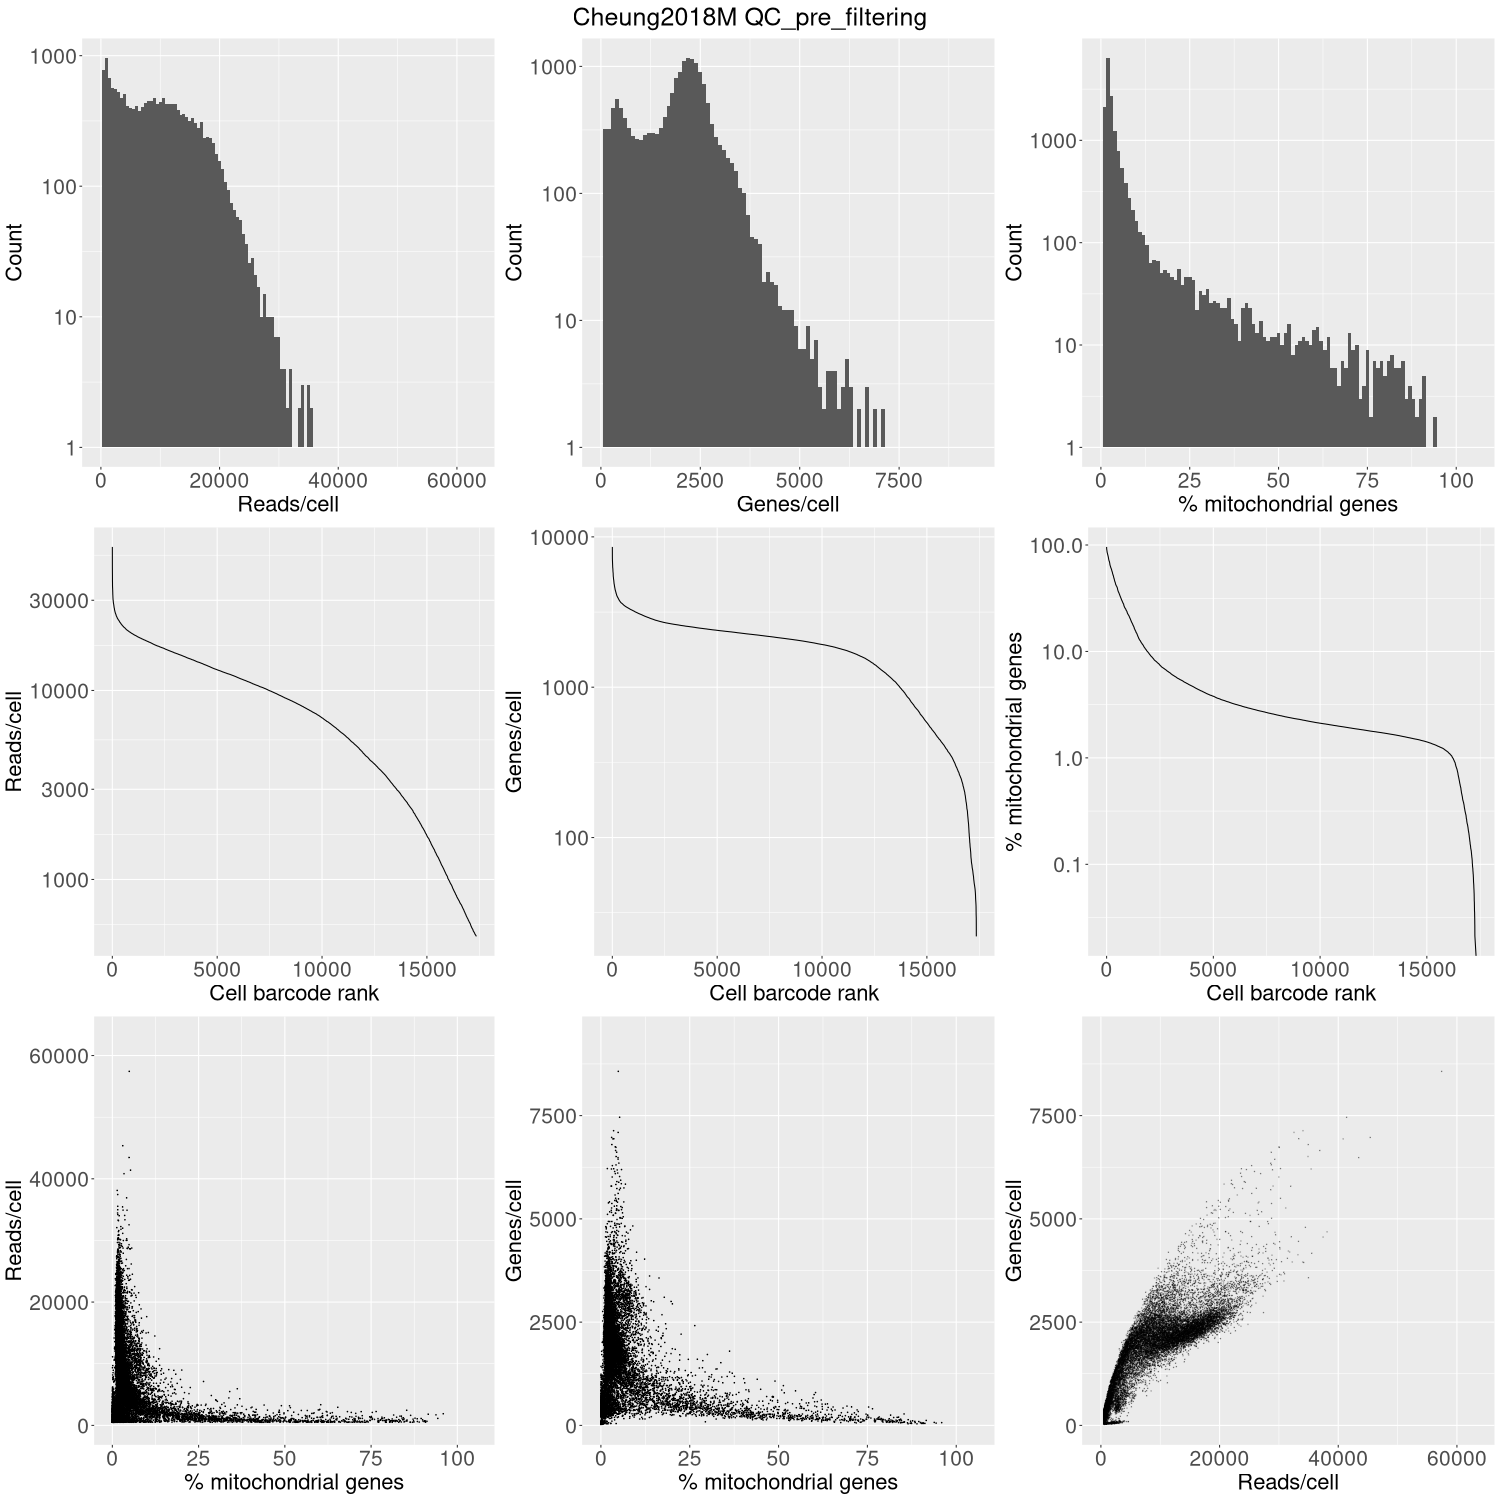 Cheung2018M QC_pre_filtering
1000
100
10
1
Count
0 20000 40000 60000
Reads/cell
1000
100
10
1
Count
0 2500 5000 7500
Genes/cell
1000
100
10
1
Count
0 25 50 75 100
% mitochondrial genes
30000
10000
3000
1000
Reads/cell
0 5000 10000 15000
Cell barcode rank
10000
1000
100
Genes/cell
0 5000 10000 15000
Cell barcode rank
100.0
10.0
1.0
0.1
% mitochondrial genes
0 5000 10000 15000
Cell barcode rank
60000
40000
20000
0
Reads/cell
0 25 50 75 100
% mitochondrial genes
7500
5000
2500
0
Genes/cell
0 25 50 75 100
% mitochondrial genes
7500
5000
2500
0
Genes/cell
0 20000 40000 60000
Reads/cell